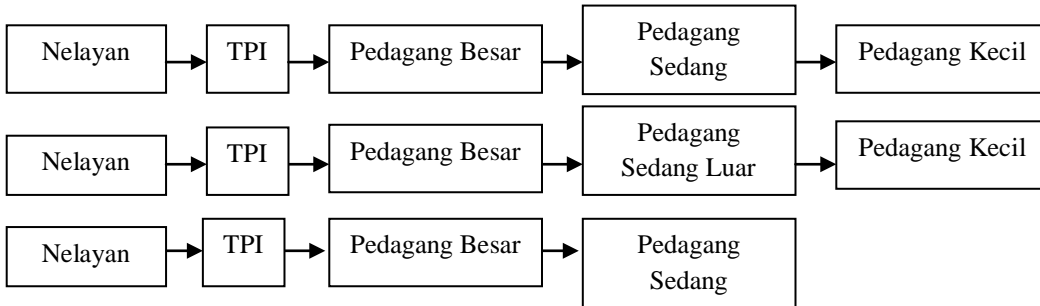 Nelayan
TPI
Pedagang Besar
Pedagang
Sedang
Pedagang Kecil
Nelayan
TPI
Pedagang Besar
Pedagang
Sedang Luar
Pedagang Kecil
Nelayan
TPI
Pedagang Besar
Pedagang
Sedang